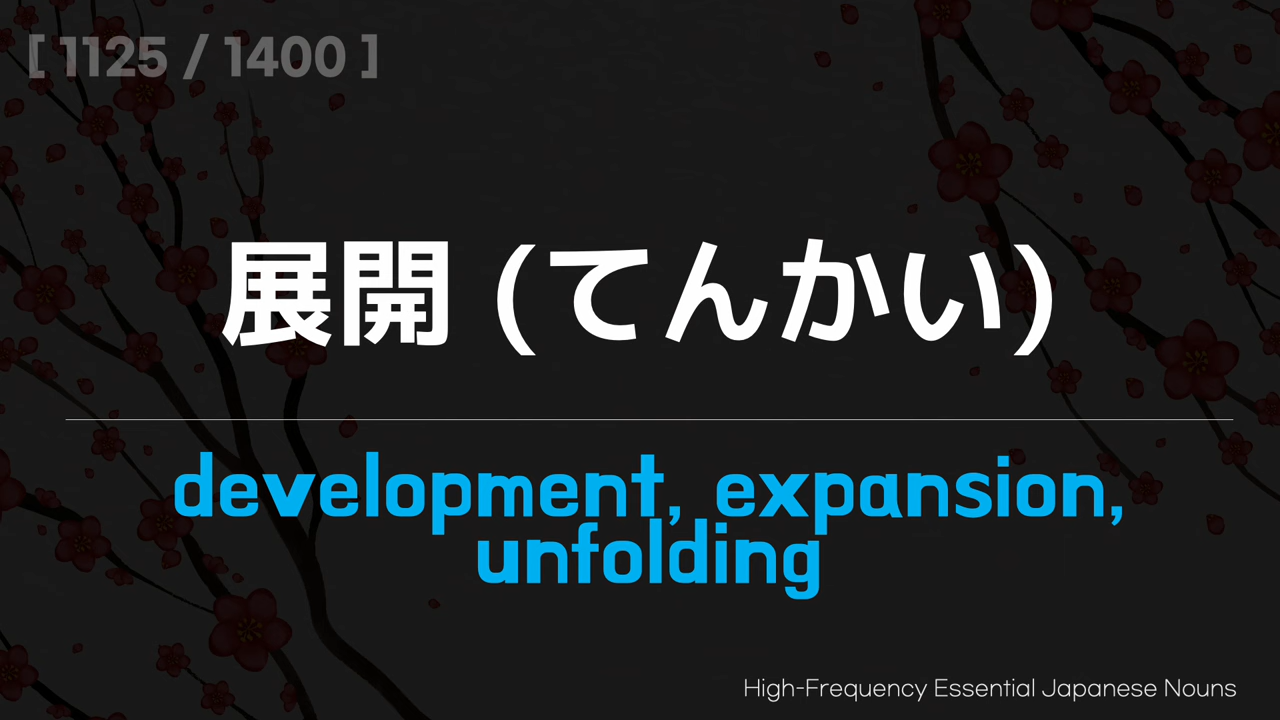 [ 1125 / 1400 ]
展開 (てんかい)
development, expansion,
unfolding
High-Frequency Essential Japanese Nouns